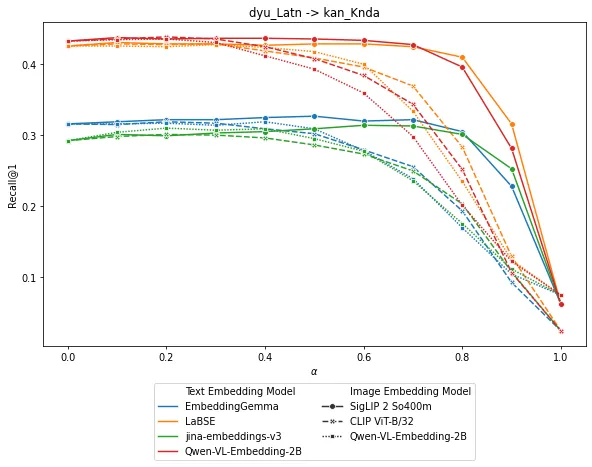 dyu_Latn -> kan_Knda
Recall@1
0.4
0.3
0.2
0.1
0.0 0.2 0.4 0.6 0.8 1.0
α
Text Embedding Model
EmbeddingGemma
LaBSE
jina-embeddings-v3
Qwen-VL-Embedding-2B
Image Embedding Model
SigLIP 2 So400m
CLIP ViT-B/32
Qwen-VL-Embedding-2B